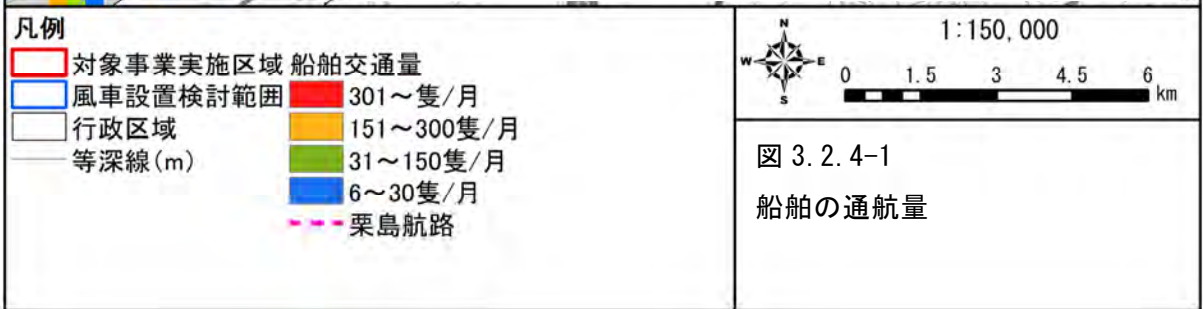 凡例
対象事業実施区域
風車設置検討範囲
行政区域
等深線(m)
船舶交通量
301～隻/月
151～300隻/月
31～150隻/月
6～30隻/月
粟島航路
N
W E
S
1:150,000
0 1.5 3 4.5 6
km
図 3.2.4-1
船舶の通航量